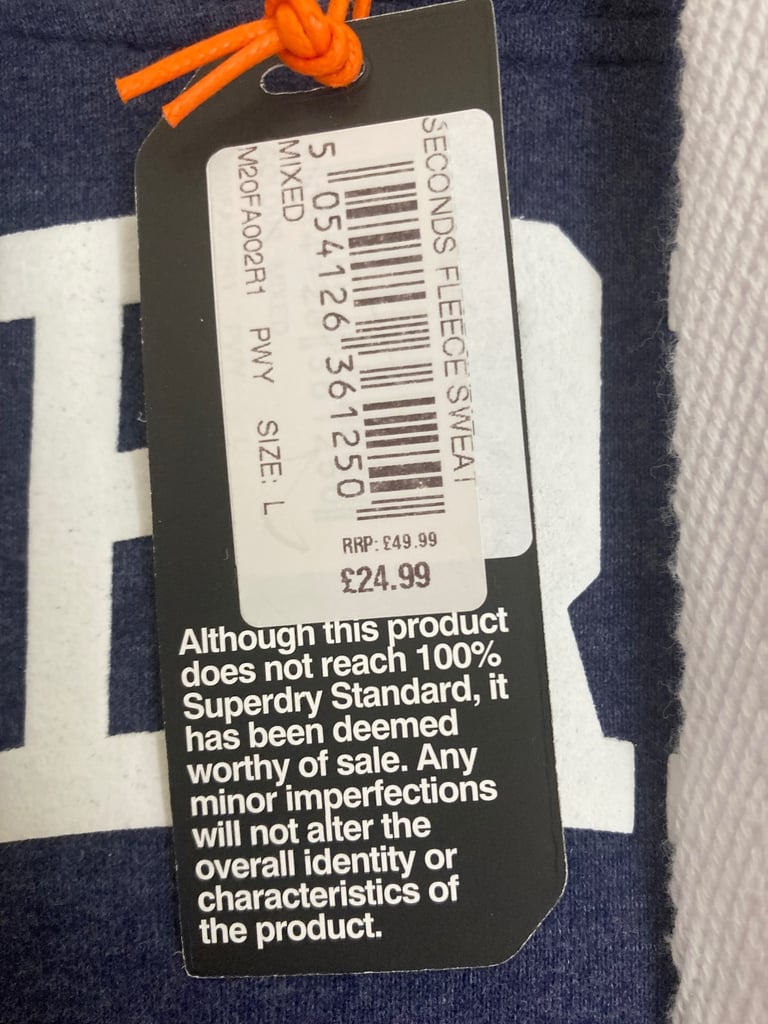 SECONDS FLEECE SWEAT
5 054126 361250
MIXED
M20FA002R1 PWY SIZE: L
RRP: £49.99
£24.99
Although this product
does not reach 100%
Superdry Standard, it
has been deemed
worthy of sale. Any
minor imperfections
will not alter the
overall identity or
characteristics of
the product.